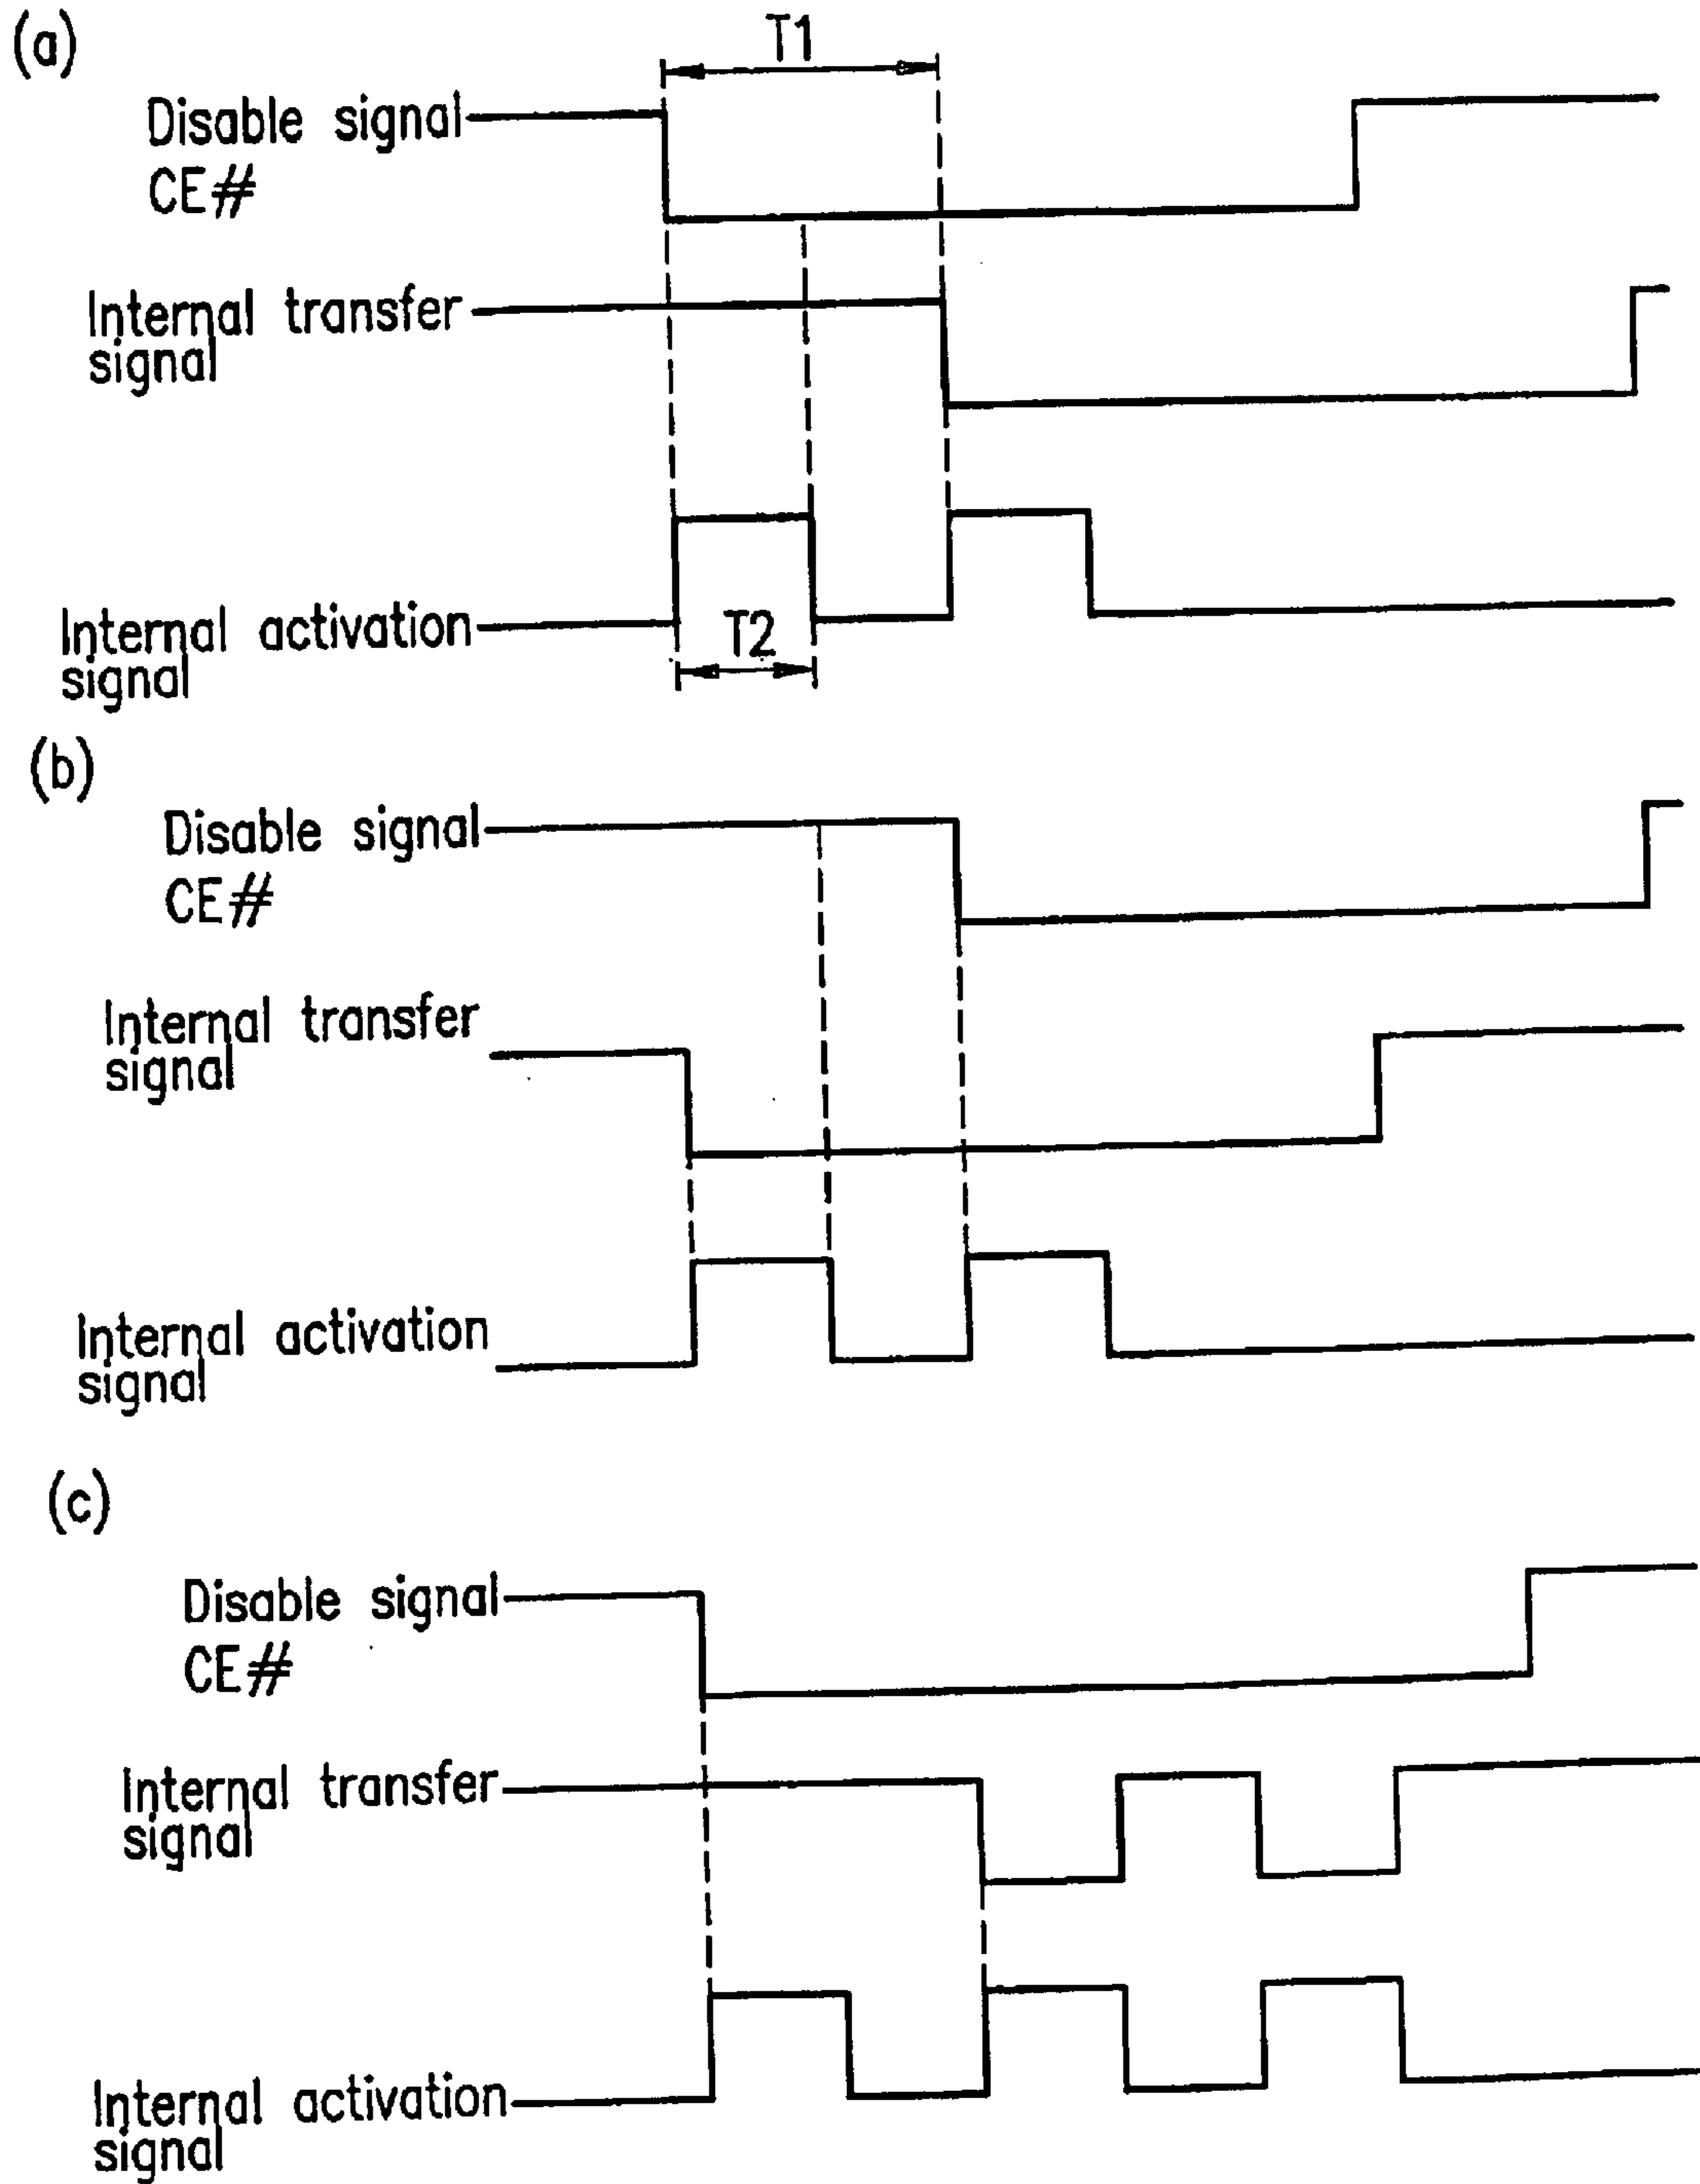 (a)
T1
Disable signal
CE#
Internal transfer
signal
Internal activation
signal
T2
(b)
Disable signal
CE#
Internal transfer
signal
Internal activation
signal
(c)
Disable signal
CE#
Internal transfer
signal
Internal activation
signal